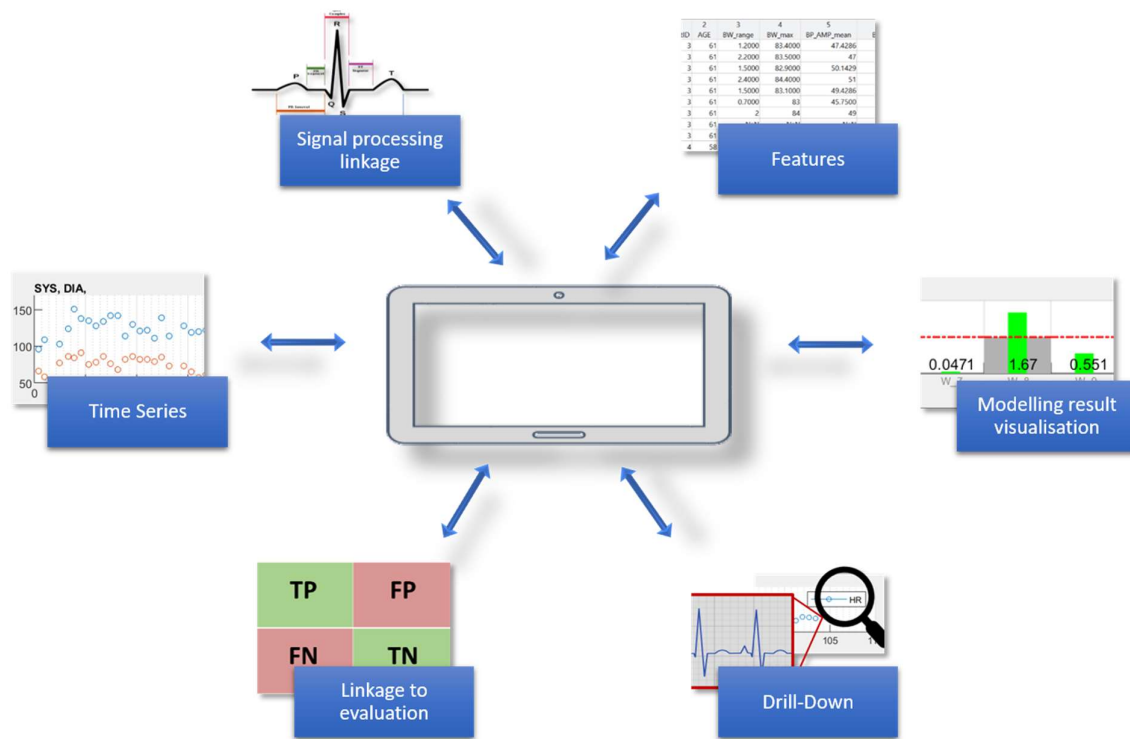 R
P
T
Q
S
PR Interval
Signal processing
linkage
2 3 4 5
AGE BW_range BW_max BP_AMP_mean
3 61 1.2000 83.4000 47.4286
3 61 2.2000 83.5000 47
3 61 1.5000 82.9000 50.1429
3 61 2.4000 84.4000 51
3 61 1.5000 83.1000 49.4286
3 61 0.7000 83 45.7500
3 61 2 84 49
3 61
3 61
4 58
Features
SYS, DIA,
150
100
50
0
Time Series
0.0471 1.67 0.551
Modelling result
visualisation
TP FP
FN TN
Linkage to
evaluation
HR
105
Drill-Down